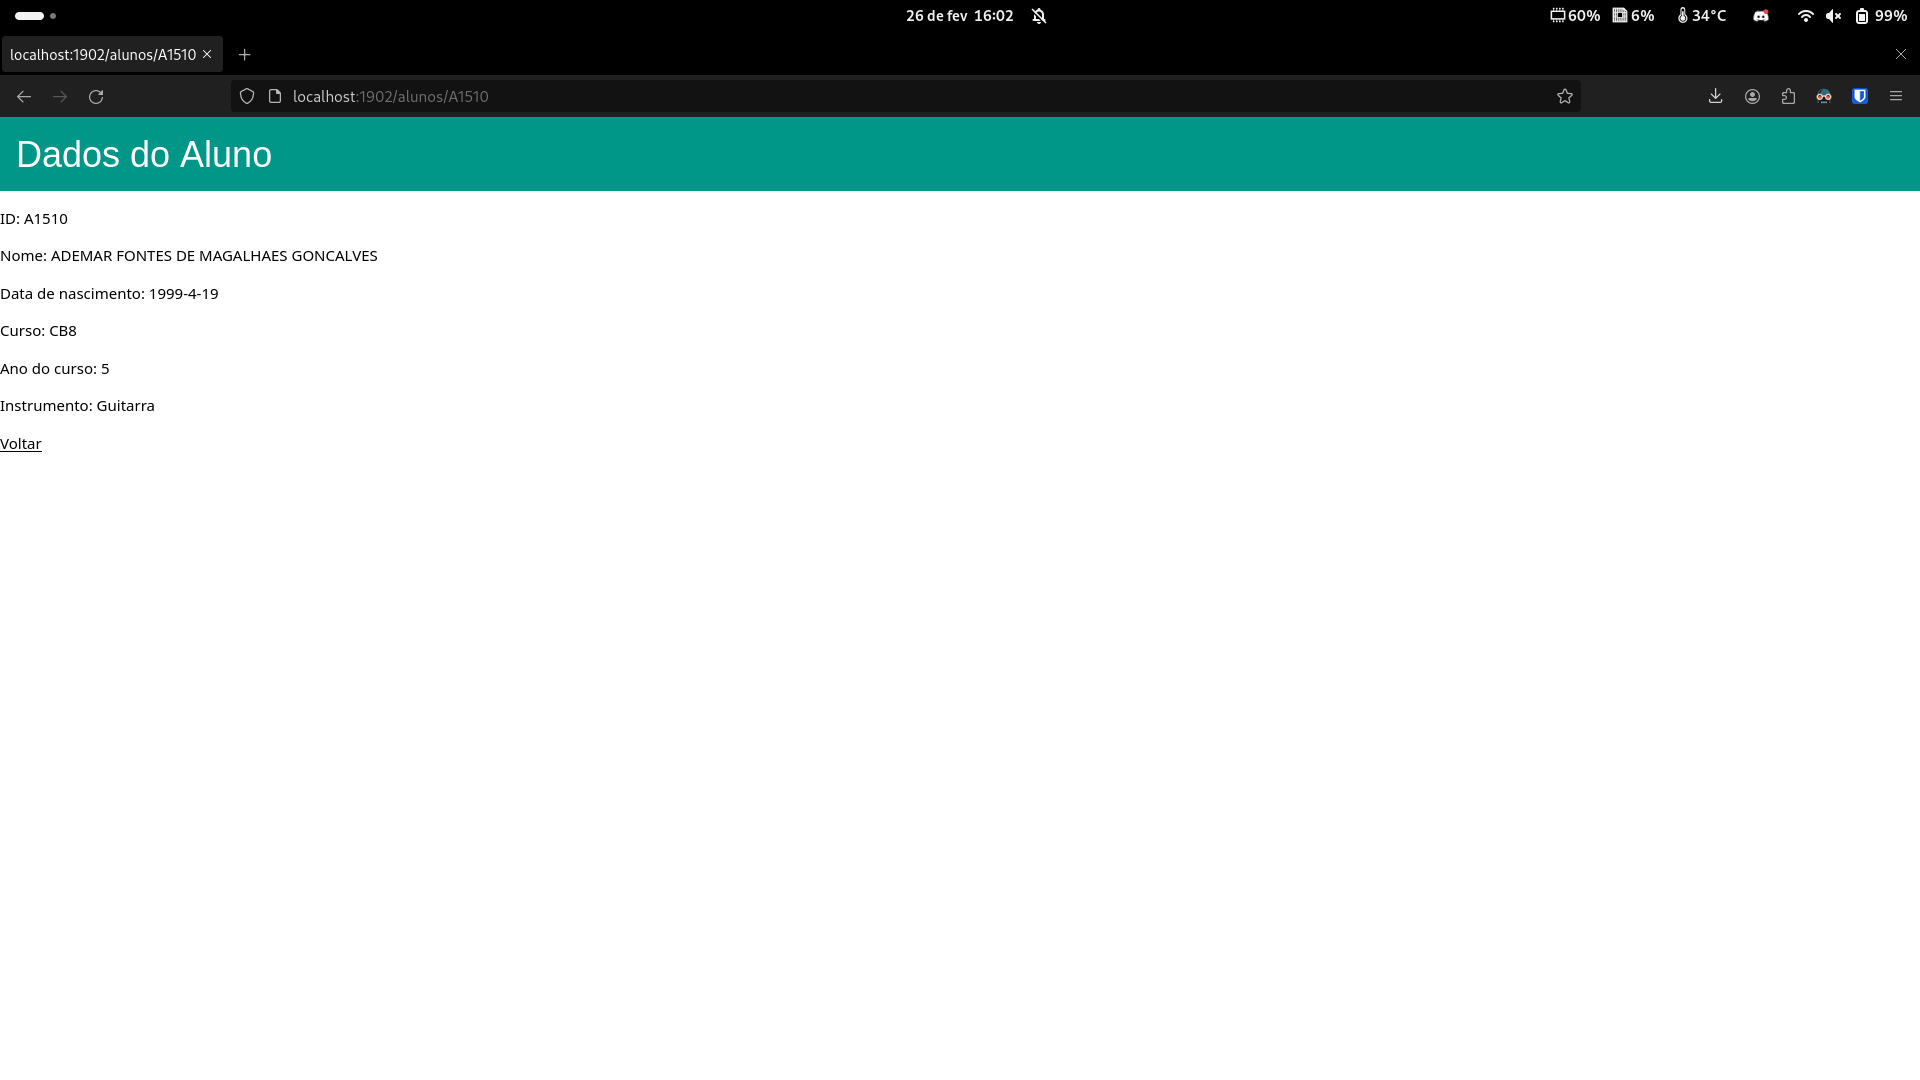 26 de fev 16:02
60% 6% 34°C 99%
localhost:1902/alunos/A1510
localhost:1902/alunos/A1510
Dados do Aluno
ID: A1510
Nome: ADEMAR FONTES DE MAGALHAES GONCALVES
Data de nascimento: 1999-4-19
Curso: CB8
Ano do curso: 5
Instrumento: Guitarra
Voltar